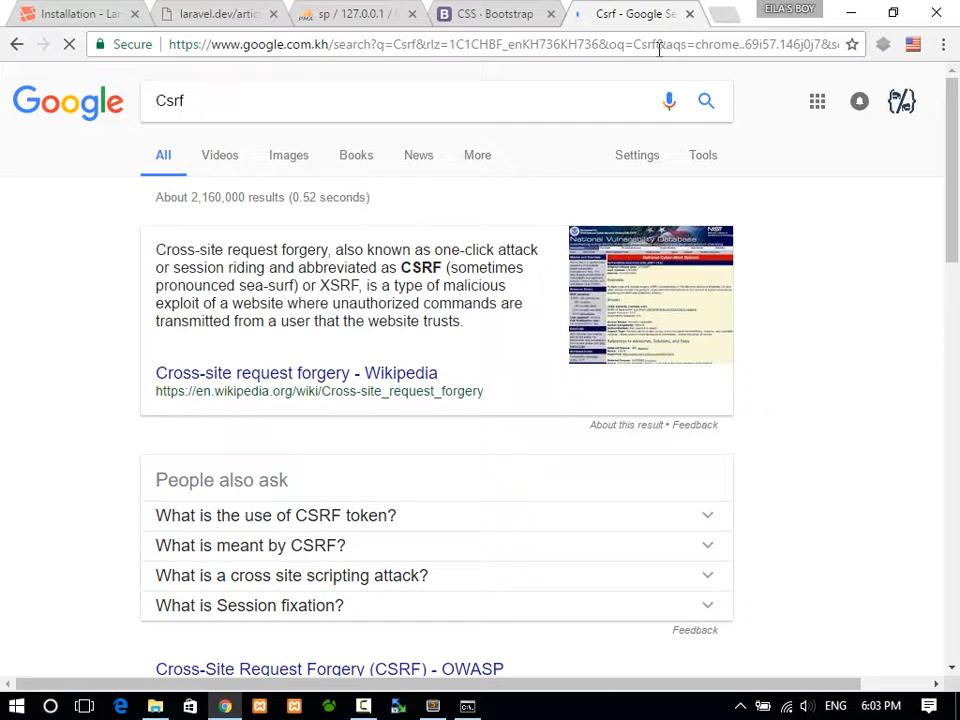 Installation - Lar
laravel.dev/artic
sp / 127.0.0.1 /
CSS · Bootstrap
Csrf - Google Se
EILA'S BOY
Secure
https://www.google.com.kh/search?q=Csrf&rlz=1C1CHBF_enKH736KH736&oq=Csrf&aqs=chrome..69i57.146j0j7&s
Google
Csrf
All
Videos
Images
Books
News
More
Settings
Tools
About 2,160,000 results (0.52 seconds)
Cross-site request forgery, also known as one-click attack
or session riding and abbreviated as CSRF (sometimes
pronounced sea-surf) or XSRF, is a type of malicious
exploit of a website where unauthorized commands are
transmitted from a user that the website trusts.
National Vulnerability Database
NIST
Cross-site request forgery - Wikipedia
https://en.wikipedia.org/wiki/Cross-site_request_forgery
About this result • Feedback
People also ask
What is the use of CSRF token?
What is meant by CSRF?
What is a cross site scripting attack?
What is Session fixation?
Feedback
Cross-Site Request Forgery (CSRF) - OWASP
ENG
6:03 PM